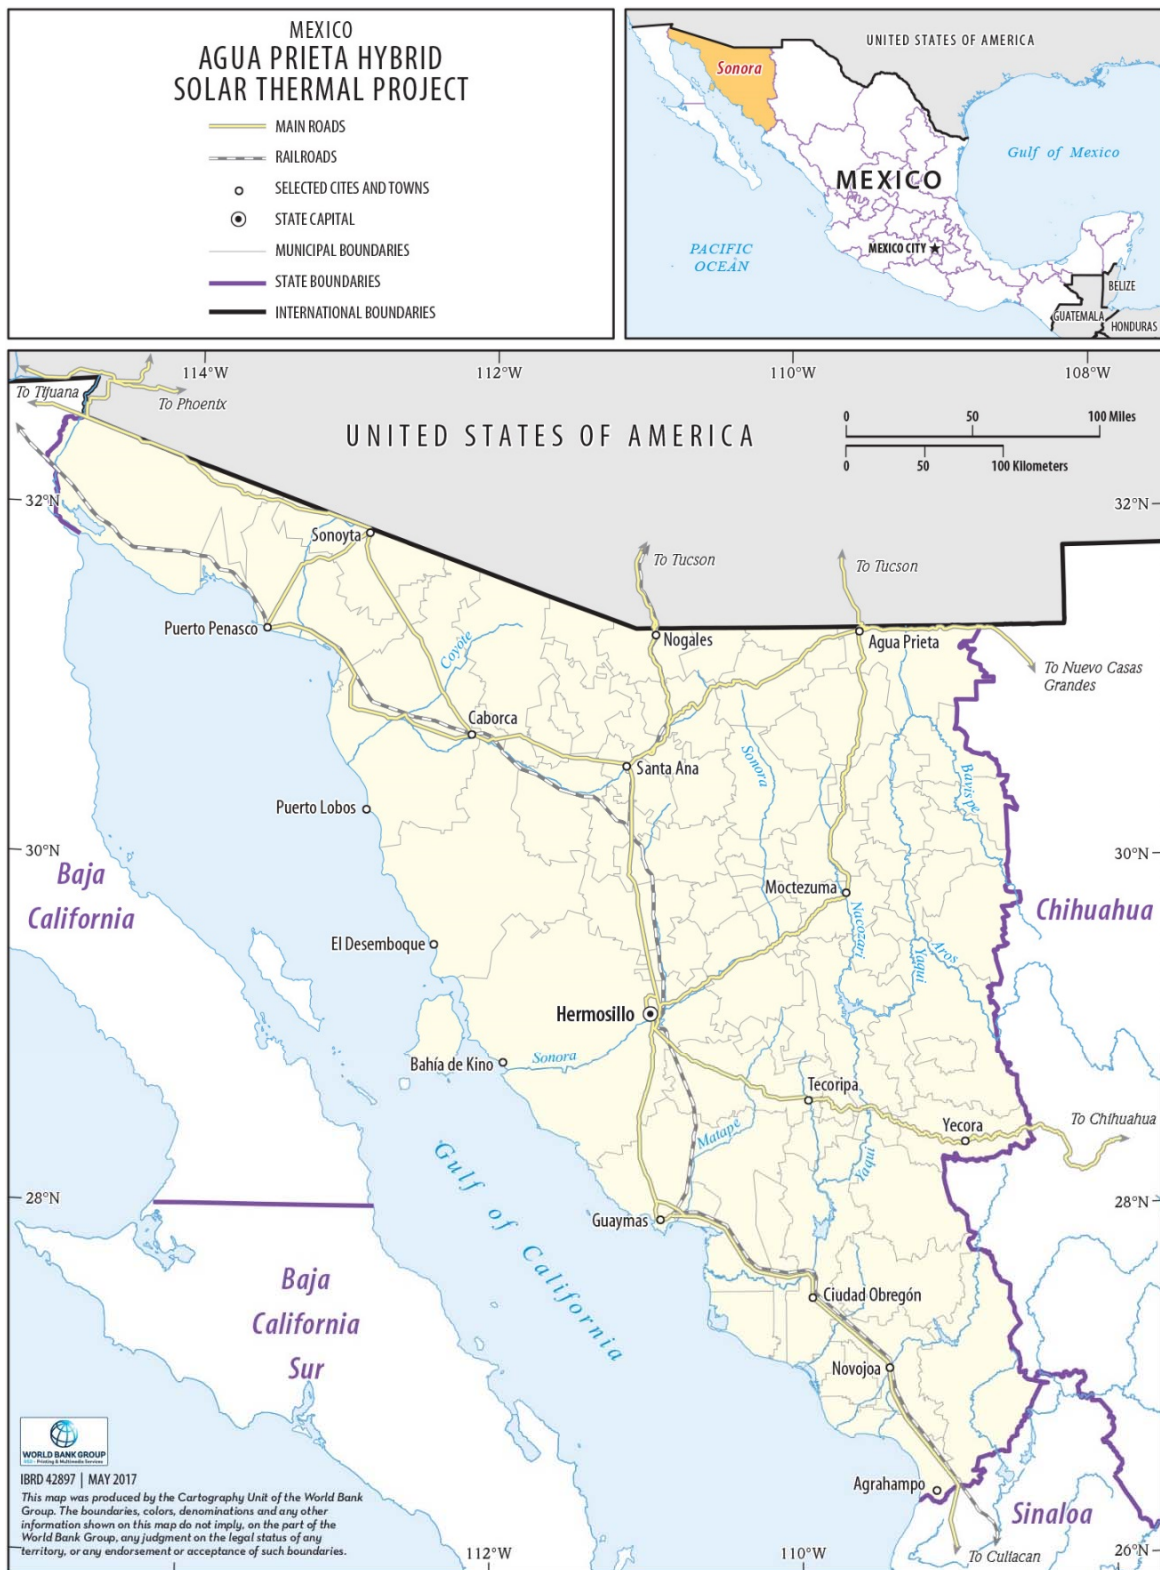 MEXICO
AGUA PRIETA HYBRID
SOLAR THERMAL PROJECT
MAIN ROADS
RAILROADS
SELECTED CITES AND TOWNS
STATE CAPITAL
MUNICIPAL BOUNDARIES
STATE BOUNDARIES
INTERNATIONAL BOUNDARIES
UNITED STATES OF AMERICA
Sonora
Gulf of Mexico
MEXICO
PACIFIC
OCEAN
MEXICO CITY
BELIZE
GUATEMALA
HONDURAS
114°W
112°W
110°W
108°W
To Tijuana
To Phoenix
0 50 100 Miles
0 50 100 Kilometers
UNITED STATES OF AMERICA
32°N
32°N
Sonoyta
To Tucson
To Tucson
Puerto Penasco
Nogales
Agua Prieta
To Nuevo Casas
Grandes
Coyote
Caborca
Santa Ana
Sonora
Bavispe
Puerto Lobos
30°N
30°N
Baja
California
Moctezuma
Chihuahua
Nacozari
El Desemboque
Yaqui
Aros
Hermosillo
Sonora
Bahía de Kino
Tecoripa
Yecora
To Chihuahua
Matape
Yaqui
Gulf of California
28°N
28°N
Guaymas
Baja
California
Sur
Ciudad Obregón
Novojoa
Agrahampo
Sinaloa
To Culiacan
WORLD BANK GROUP
GSD - Printing & Multimedia Services
IBRD 42897 | MAY 2017
This map was produced by the Cartography Unit of the World Bank
Group. The boundaries, colors, denominations and any other
information shown on this map do not imply, on the part of the
World Bank Group, any judgment on the legal status of any
territory, or any endorsement or acceptance of such boundaries.
112°W
110°W
26°N